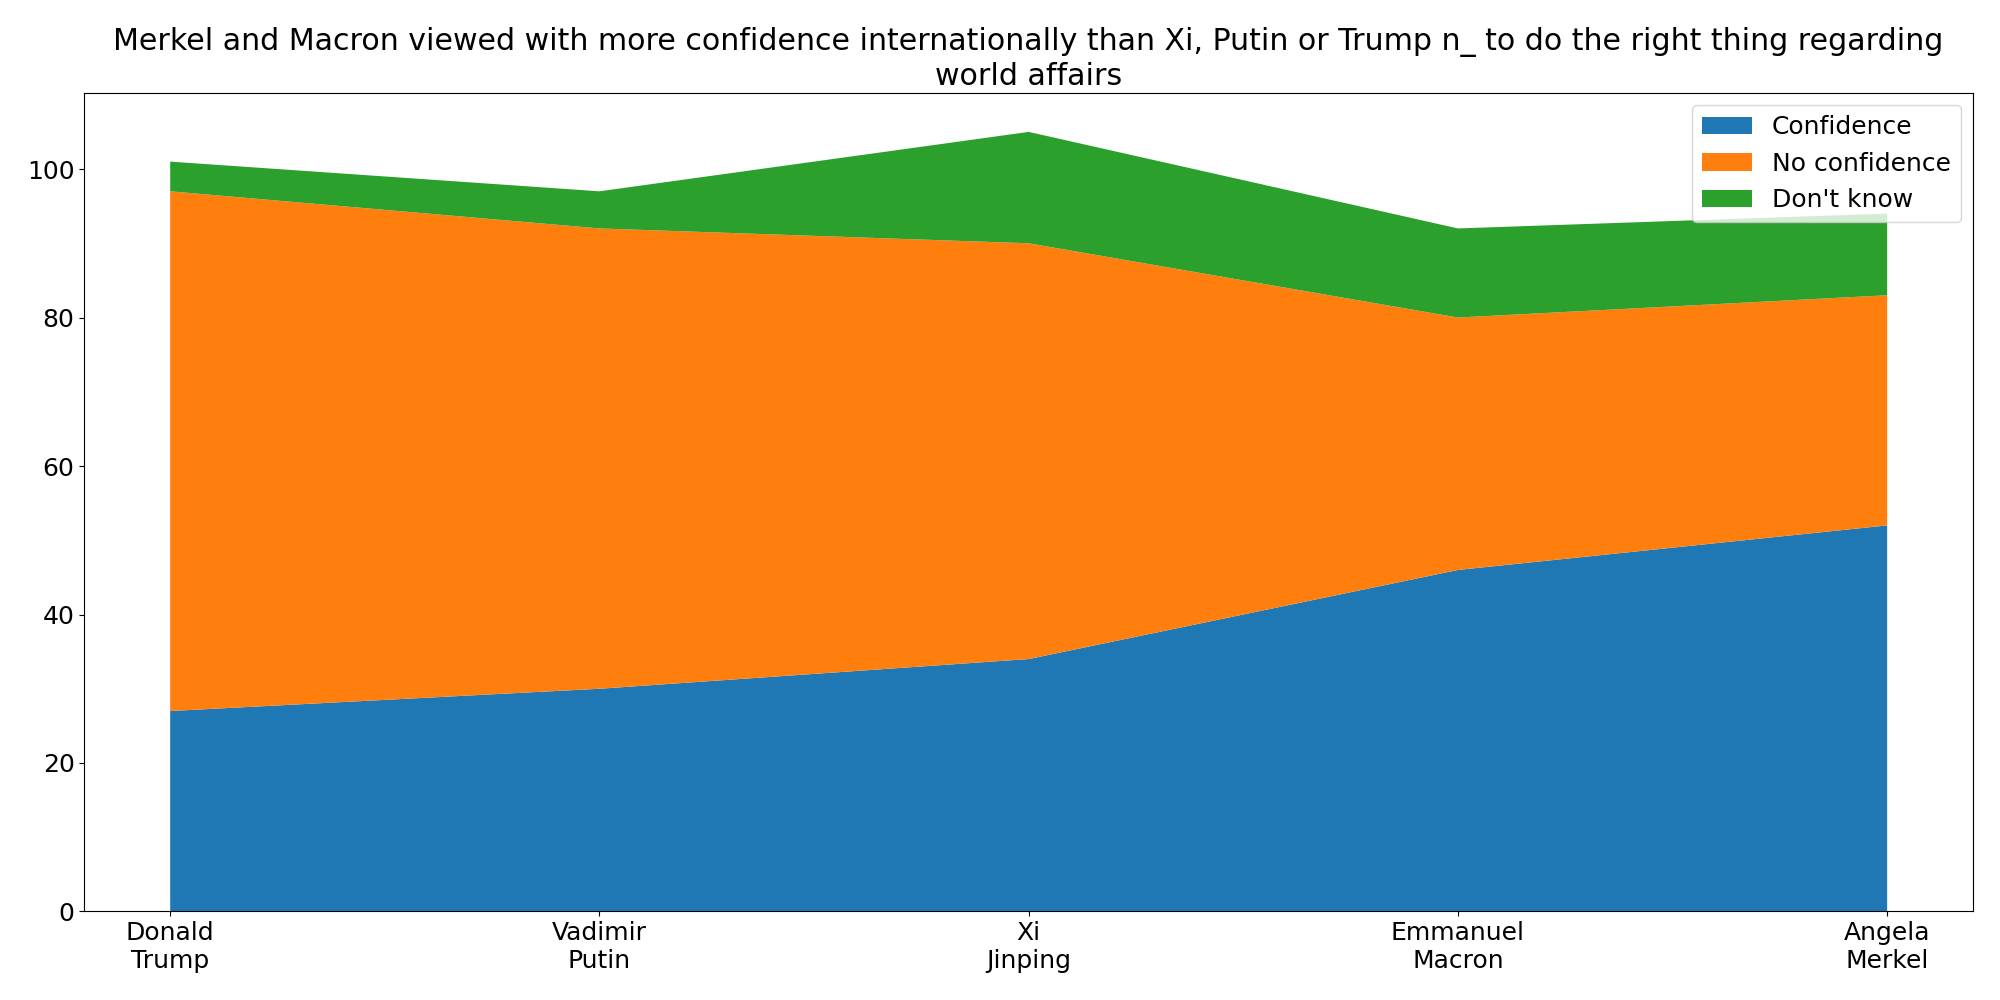 Merkel and Macron viewed with more confidence internationally than Xi, Putin or Trump n_ to do the right thing regarding
world affairs
Confidence
No confidence
Don't know
100
80
60
40
20
0
Donald
Trump
Vadimir
Putin
Xi
Jinping
Emmanuel
Macron
Angela
Merkel